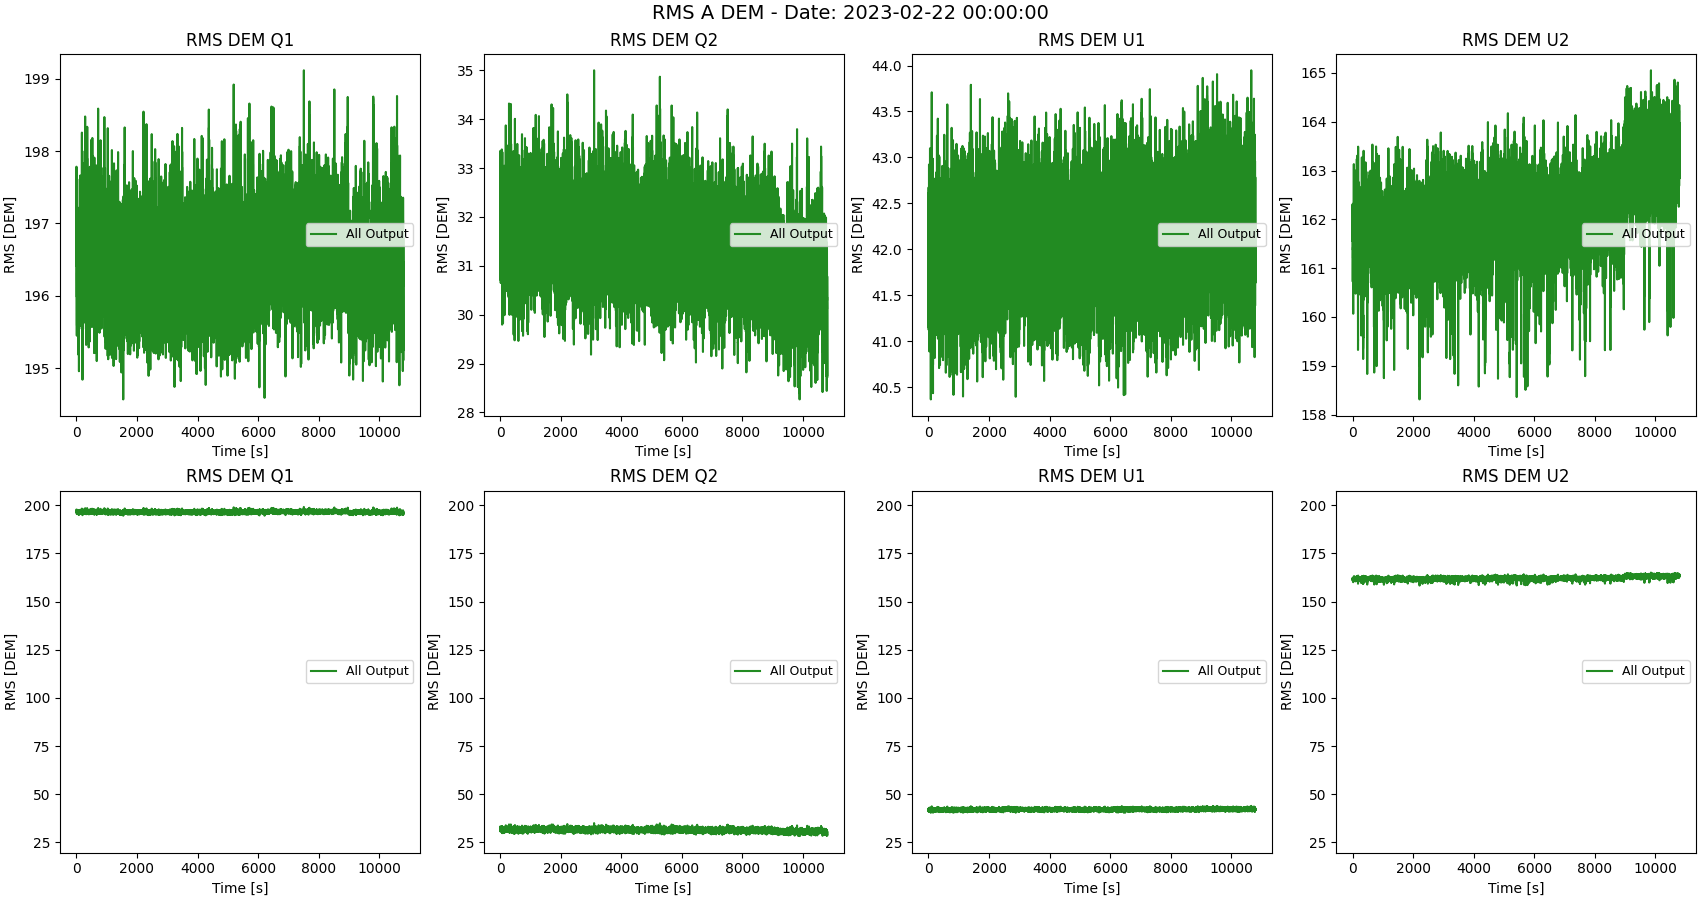 RMS A DEM - Date: 2023-02-22 00:00:00
RMS DEM Q1
RMS DEM Q2
RMS DEM U1
RMS DEM U2
RMS [DEM]
199
198
197
196
195
All Output
0 2000 4000 6000 8000 10000
Time [s]
RMS [DEM]
35
34
33
32
31
30
29
28
All Output
0 2000 4000 6000 8000 10000
Time [s]
RMS [DEM]
44.0
43.5
43.0
42.5
42.0
41.5
41.0
40.5
All Output
0 2000 4000 6000 8000 10000
Time [s]
RMS [DEM]
165
164
163
162
161
160
159
158
All Output
0 2000 4000 6000 8000 10000
Time [s]
RMS DEM Q1
RMS DEM Q2
RMS DEM U1
RMS DEM U2
RMS [DEM]
200
175
150
125
100
75
50
25
All Output
0 2000 4000 6000 8000 10000
Time [s]
RMS [DEM]
200
175
150
125
100
75
50
25
All Output
0 2000 4000 6000 8000 10000
Time [s]
RMS [DEM]
200
175
150
125
100
75
50
25
All Output
0 2000 4000 6000 8000 10000
Time [s]
RMS [DEM]
200
175
150
125
100
75
50
25
All Output
0 2000 4000 6000 8000 10000
Time [s]